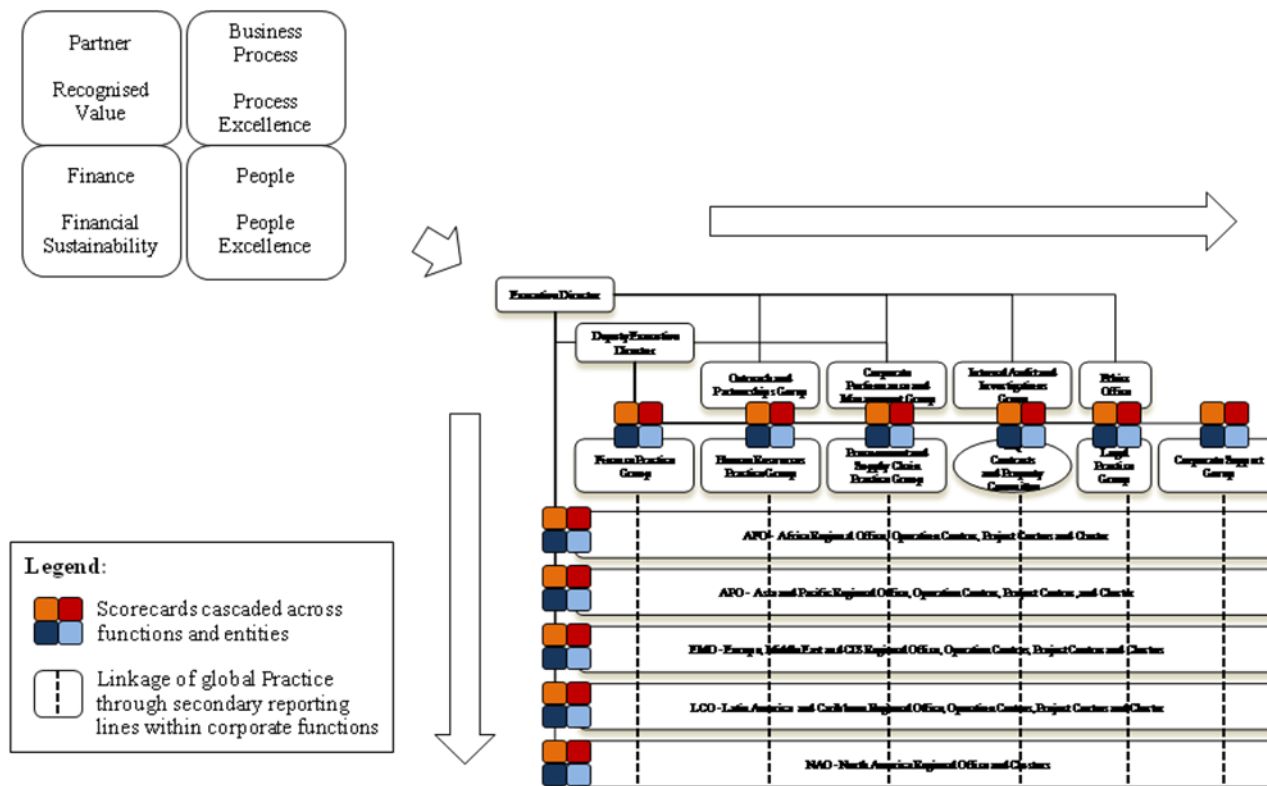 Partner
Recognised
Value
Business
Process
Process
Excellence
Finance
Financial
Sustainability
People
People
Excellence
Executive Director
Deputy Executive
Director
Outreach and
Partnerships Group
Corporate
Performance and
Management Group
Internal Audit and
Investigations
Group
Ethics
Office
Finance Practice
Group
Human Resources
Practice Group
Procurement and
Supply Chain
Practice Group
Contracts
and Property
Committee
Legal
Practice
Group
Corporate Support
Group
AFO - Africa Regional Office, Operation Centres, Project Centres and Cluster
APO - Asia and Pacific Regional Office, Operation Centres, Project Centres, and Cluster
EMO - Europe, Middle East and CIS Regional Office, Operation Centres, Project Centres and Clusters
LCO - Latin America and Caribbean Regional Office, Operation Centres, Project Centres and Cluster
NAO - North America Regional Office and Clusters
Legend:
Scorecards cascaded across
functions and entities
Linkage of global Practice
through secondary reporting
lines within corporate functions